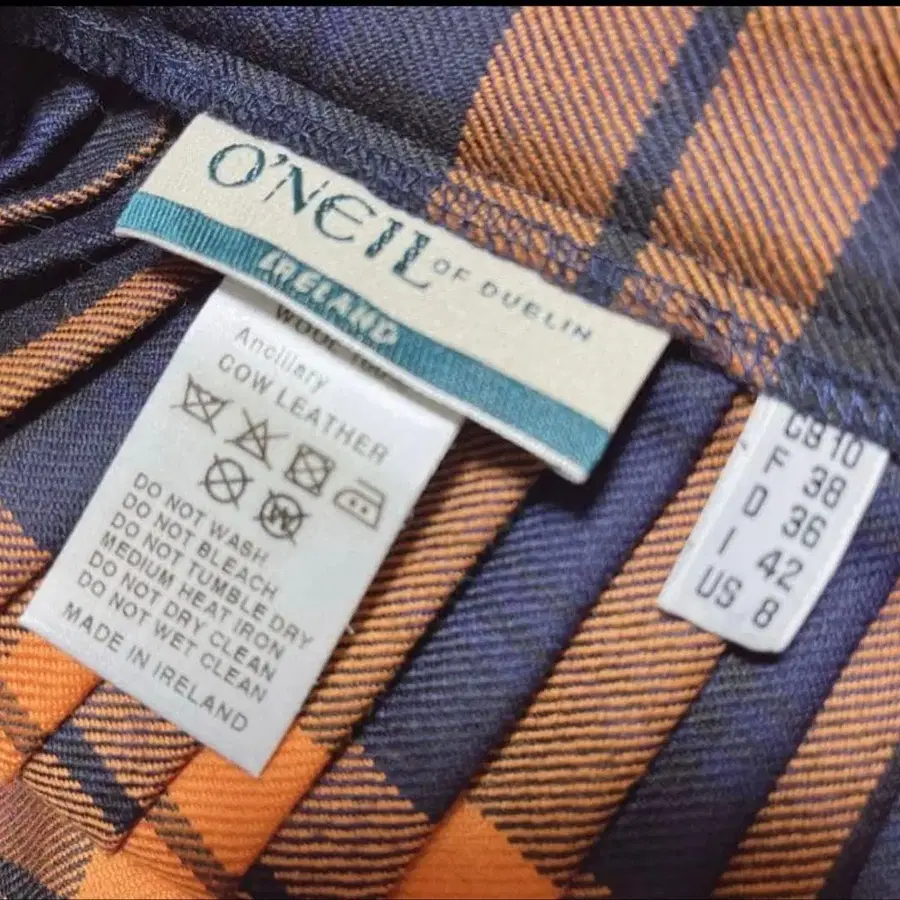 O'NEIL OF DUBLIN
IRELAND
WOOL
Ancillary
COW LEATHER
W
DO NOT WASH
DO NOT BLEACH
DO NOT TUMBLE DRY
MEDIUM HEAT IRON
DO NOT DRY CLEAN
DO NOT WET CLEAN
MADE IN IRELAND
GB 10
F 38
D 36
I 42
US 8